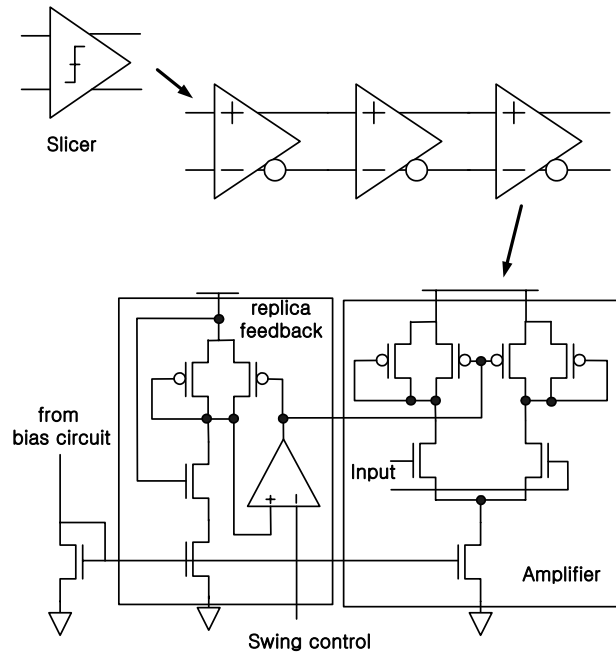 Slicer
+
+
+
−
−
−
replica
feedback
from
bias circuit
Input
+
−
Amplifier
Swing control